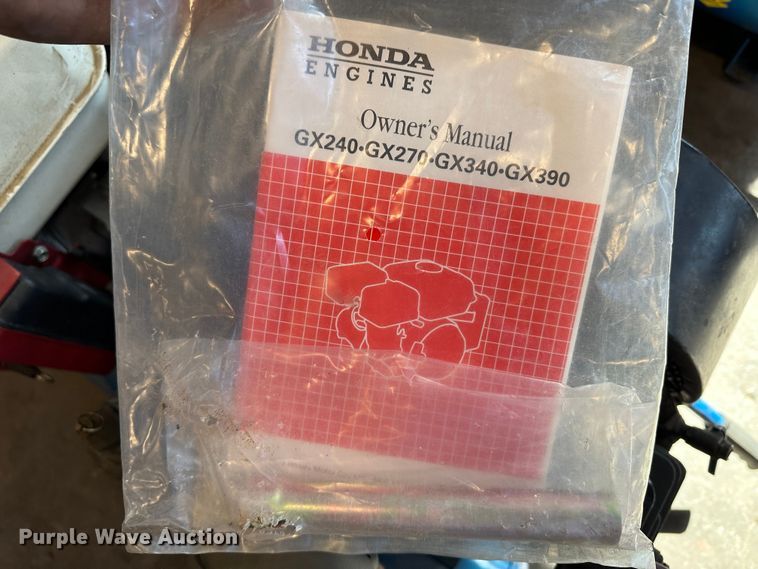 HONDA
ENGINES
Owner's Manual
GX240•GX270•GX340•GX390
Purple Wave Auction